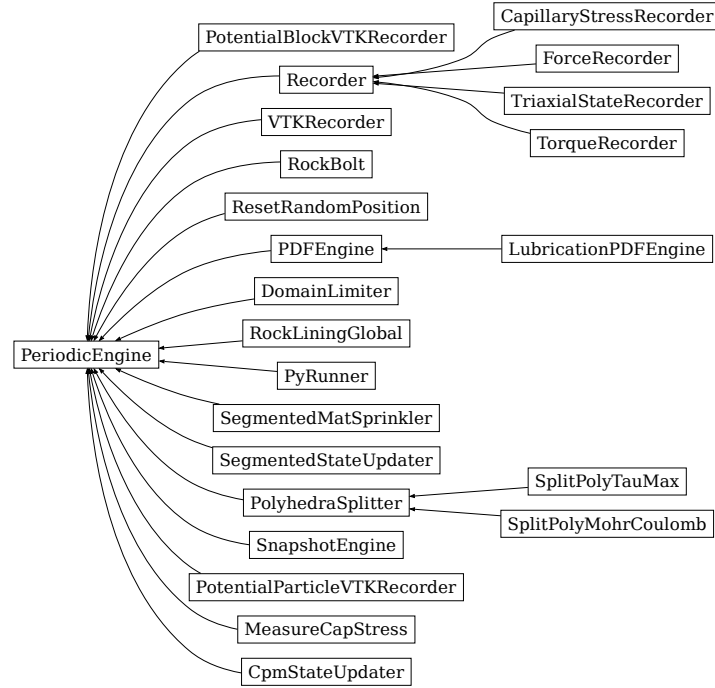 CapillaryStressRecorder
PotentialBlockVTKRecorder
ForceRecorder
Recorder
TriaxialStateRecorder
VTKRecorder
TorqueRecorder
RockBolt
ResetRandomPosition
PDFEngine
LubricationPDFEngine
DomainLimiter
RockLiningGlobal
PeriodicEngine
PyRunner
SegmentedMatSprinkler
SegmentedStateUpdater
SplitPolyTauMax
PolyhedraSplitter
SplitPolyMohrCoulomb
SnapshotEngine
PotentialParticleVTKRecorder
MeasureCapStress
CpmStateUpdater